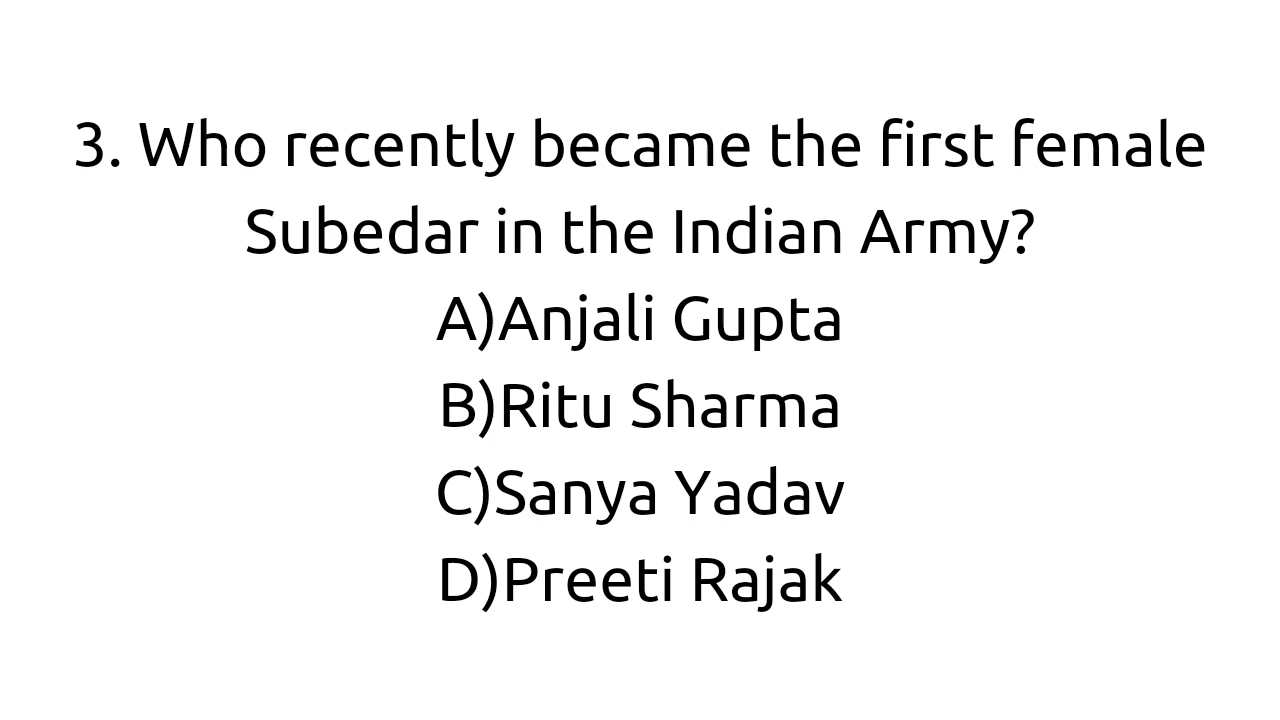 3. Who recently became the first female
Subedar in the Indian Army?
A)Anjali Gupta
B)Ritu Sharma
C)Sanya Yadav
D)Preeti Rajak